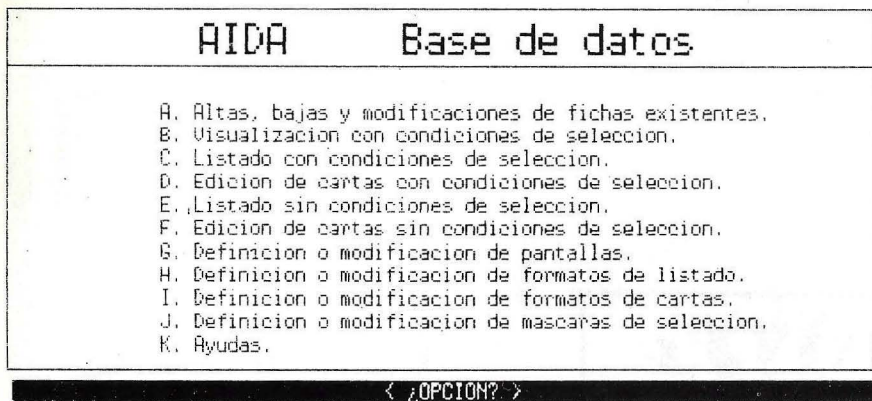 AIDA Base de datos
A. Altas, bajas y modificaciones de fichas existentes.
B. Visualizacion con condiciones de seleccion.
C. Listado con condiciones de seleccion.
D. Edicion de cartas con condiciones de seleccion.
E. Listado sin condiciones de seleccion.
F. Edicion de cartas sin condiciones de seleccion.
G. Definicion o modificacion de pantallas.
H. Definicion o modificacion de formatos de listado.
I. Definicion o modificacion de formatos de cartas.
J. Definicion o modificacion de mascaras de seleccion.
K. Ayudas.
< ¿OPCION? >